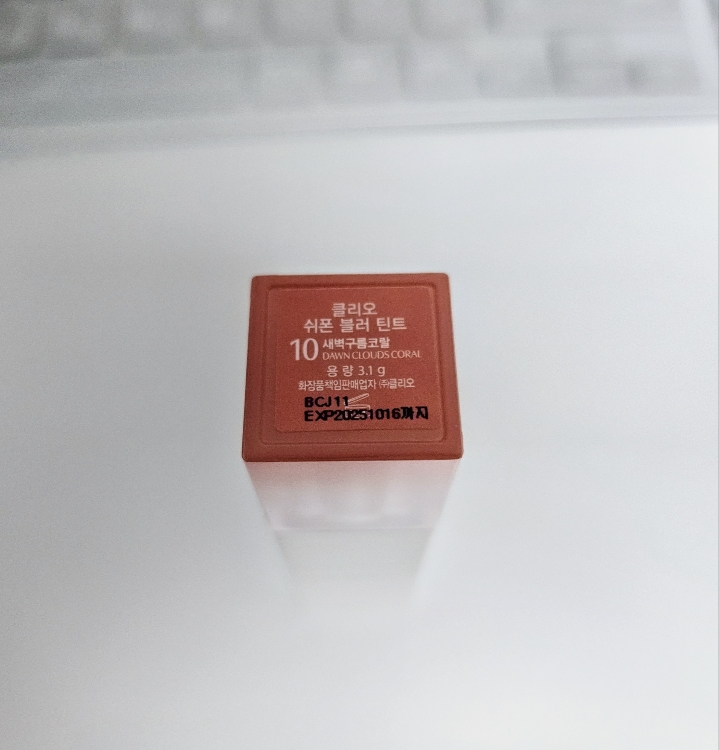 클리오
쉬폰 블러 틴트
10 새벽구름코랄
DAWN CLOUDS CORAL
용 량 3.1 g
화장품책임판매업자 ㈜클리오
BCJ11
EXP20251016까지